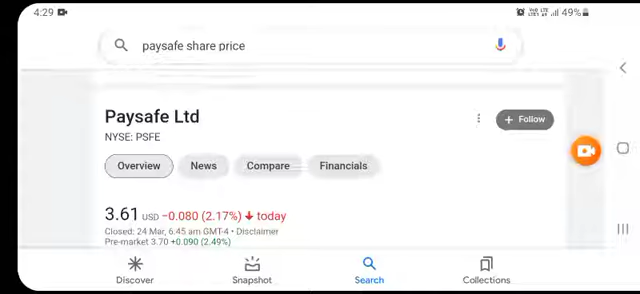 4:29
49%
paysafe share price
Paysafe Ltd
+ Follow
NYSE: PSFE
Overview
News
Compare
Financials
3.61 USD −0.080 (2.17%) ↓ today
Closed: 24 Mar, 6.45 am GMT-4 • Disclaimer
Pre-market 3.70 +0.090 (2.49%)
Discover
Snapshot
Search
Collections